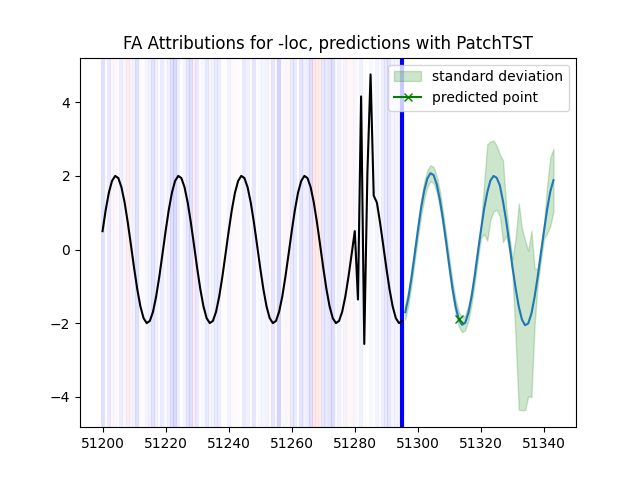 FA Attributions for -loc, predictions with PatchTST
standard deviation
predicted point
4
2
0
−2
−4
51200 51220 51240 51260 51280 51300 51320 51340